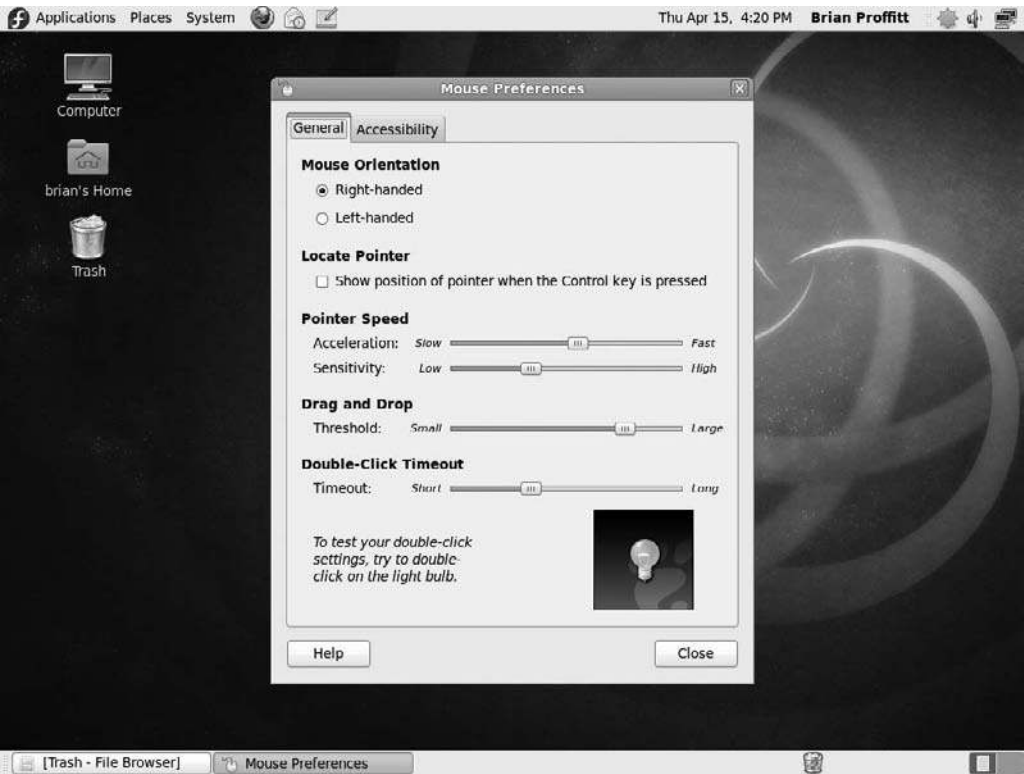 Applications Places System
Thu Apr 15, 4:20 PM Brian Proffitt
Computer
brian's Home
Trash
Mouse Preferences
General Accessibility
Mouse Orientation
Right-handed
Left-handed
Locate Pointer
Show position of pointer when the Control key is pressed
Pointer Speed
Acceleration: Slow Fast
Sensitivity: Low High
Drag and Drop
Threshold: Small Large
Double-Click Timeout
Timeout: Short Long
To test your double-click
settings, try to double-
click on the light bulb.
Help Close
[Trash - File Browser] Mouse Preferences